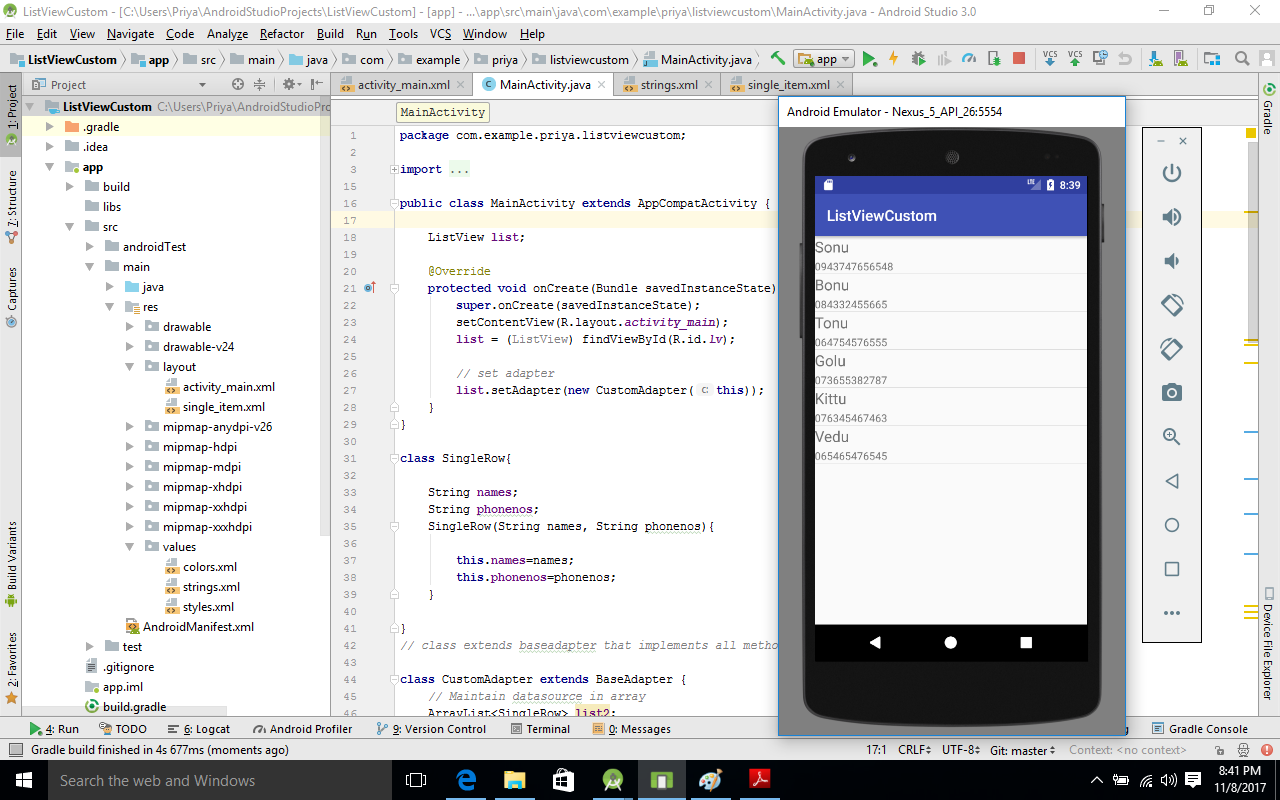 ListViewCustom - [C:\Users\Priya\AndroidStudioProjects\ListViewCustom] - [app] - ...\app\src\main\java\com\example\priya\listviewcustom\MainActivity.java - Android Studio 3.0
File Edit View Navigate Code Analyze Refactor Build Run Tools VCS Window Help
ListViewCustom app src main java com example priya listviewcustom MainActivity.java app VCS VCS
Project activity_main.xml MainActivity.java strings.xml single_item.xml
1: Project
7: Structure
Captures
Build Variants
2: Favorites
ListViewCustom C:\Users\Priya\AndroidStudioPro
.gradle
.idea
app
build
libs
src
androidTest
main
java
res
drawable
drawable-v24
layout
activity_main.xml
single_item.xml
mipmap-anydpi-v26
mipmap-hdpi
mipmap-mdpi
mipmap-xhdpi
mipmap-xxhdpi
mipmap-xxxhdpi
values
colors.xml
strings.xml
styles.xml
AndroidManifest.xml
test
.gitignore
app.iml
build.gradle
MainActivity
1 package com.example.priya.listviewcustom;
2
3 import ...
15
16 public class MainActivity extends AppCompatActivity {
17
18 ListView list;
19
20 @Override
21 protected void onCreate(Bundle savedInstanceState)
22 super.onCreate(savedInstanceState);
23 setContentView(R.layout.activity_main);
24 list = (ListView) findViewById(R.id.lv);
25
26 // set adapter
27 list.setAdapter(new CustomAdapter( C: this));
28 }
29 }
30
31 class SingleRow{
32
33 String names;
34 String phonenos;
35 SingleRow(String names, String phonenos){
36
37 this.names=names;
38 this.phonenos=phonenos;
39 }
40
41 }
42 // class extends baseadapter that implements all metho
43
44 class CustomAdapter extends BaseAdapter {
45 // Maintain datasource in array
46 ArrayList<SingleRow> list2;
Android Emulator - Nexus_5_API_26:5554
LTE 8:39
ListViewCustom
Sonu
0943747656548
Bonu
084332455665
Tonu
064754576555
Golu
073655382787
Kittu
076345467463
Vedu
065465476545
Gradle
Device File Explorer
4: Run TODO 6: Logcat Android Profiler 9: Version Control Terminal 0: Messages Gradle Console
Gradle build finished in 4s 677ms (moments ago) 17:1 CRLF UTF-8 Git: master Context: <no context>
Search the web and Windows
8:41 PM
11/8/2017